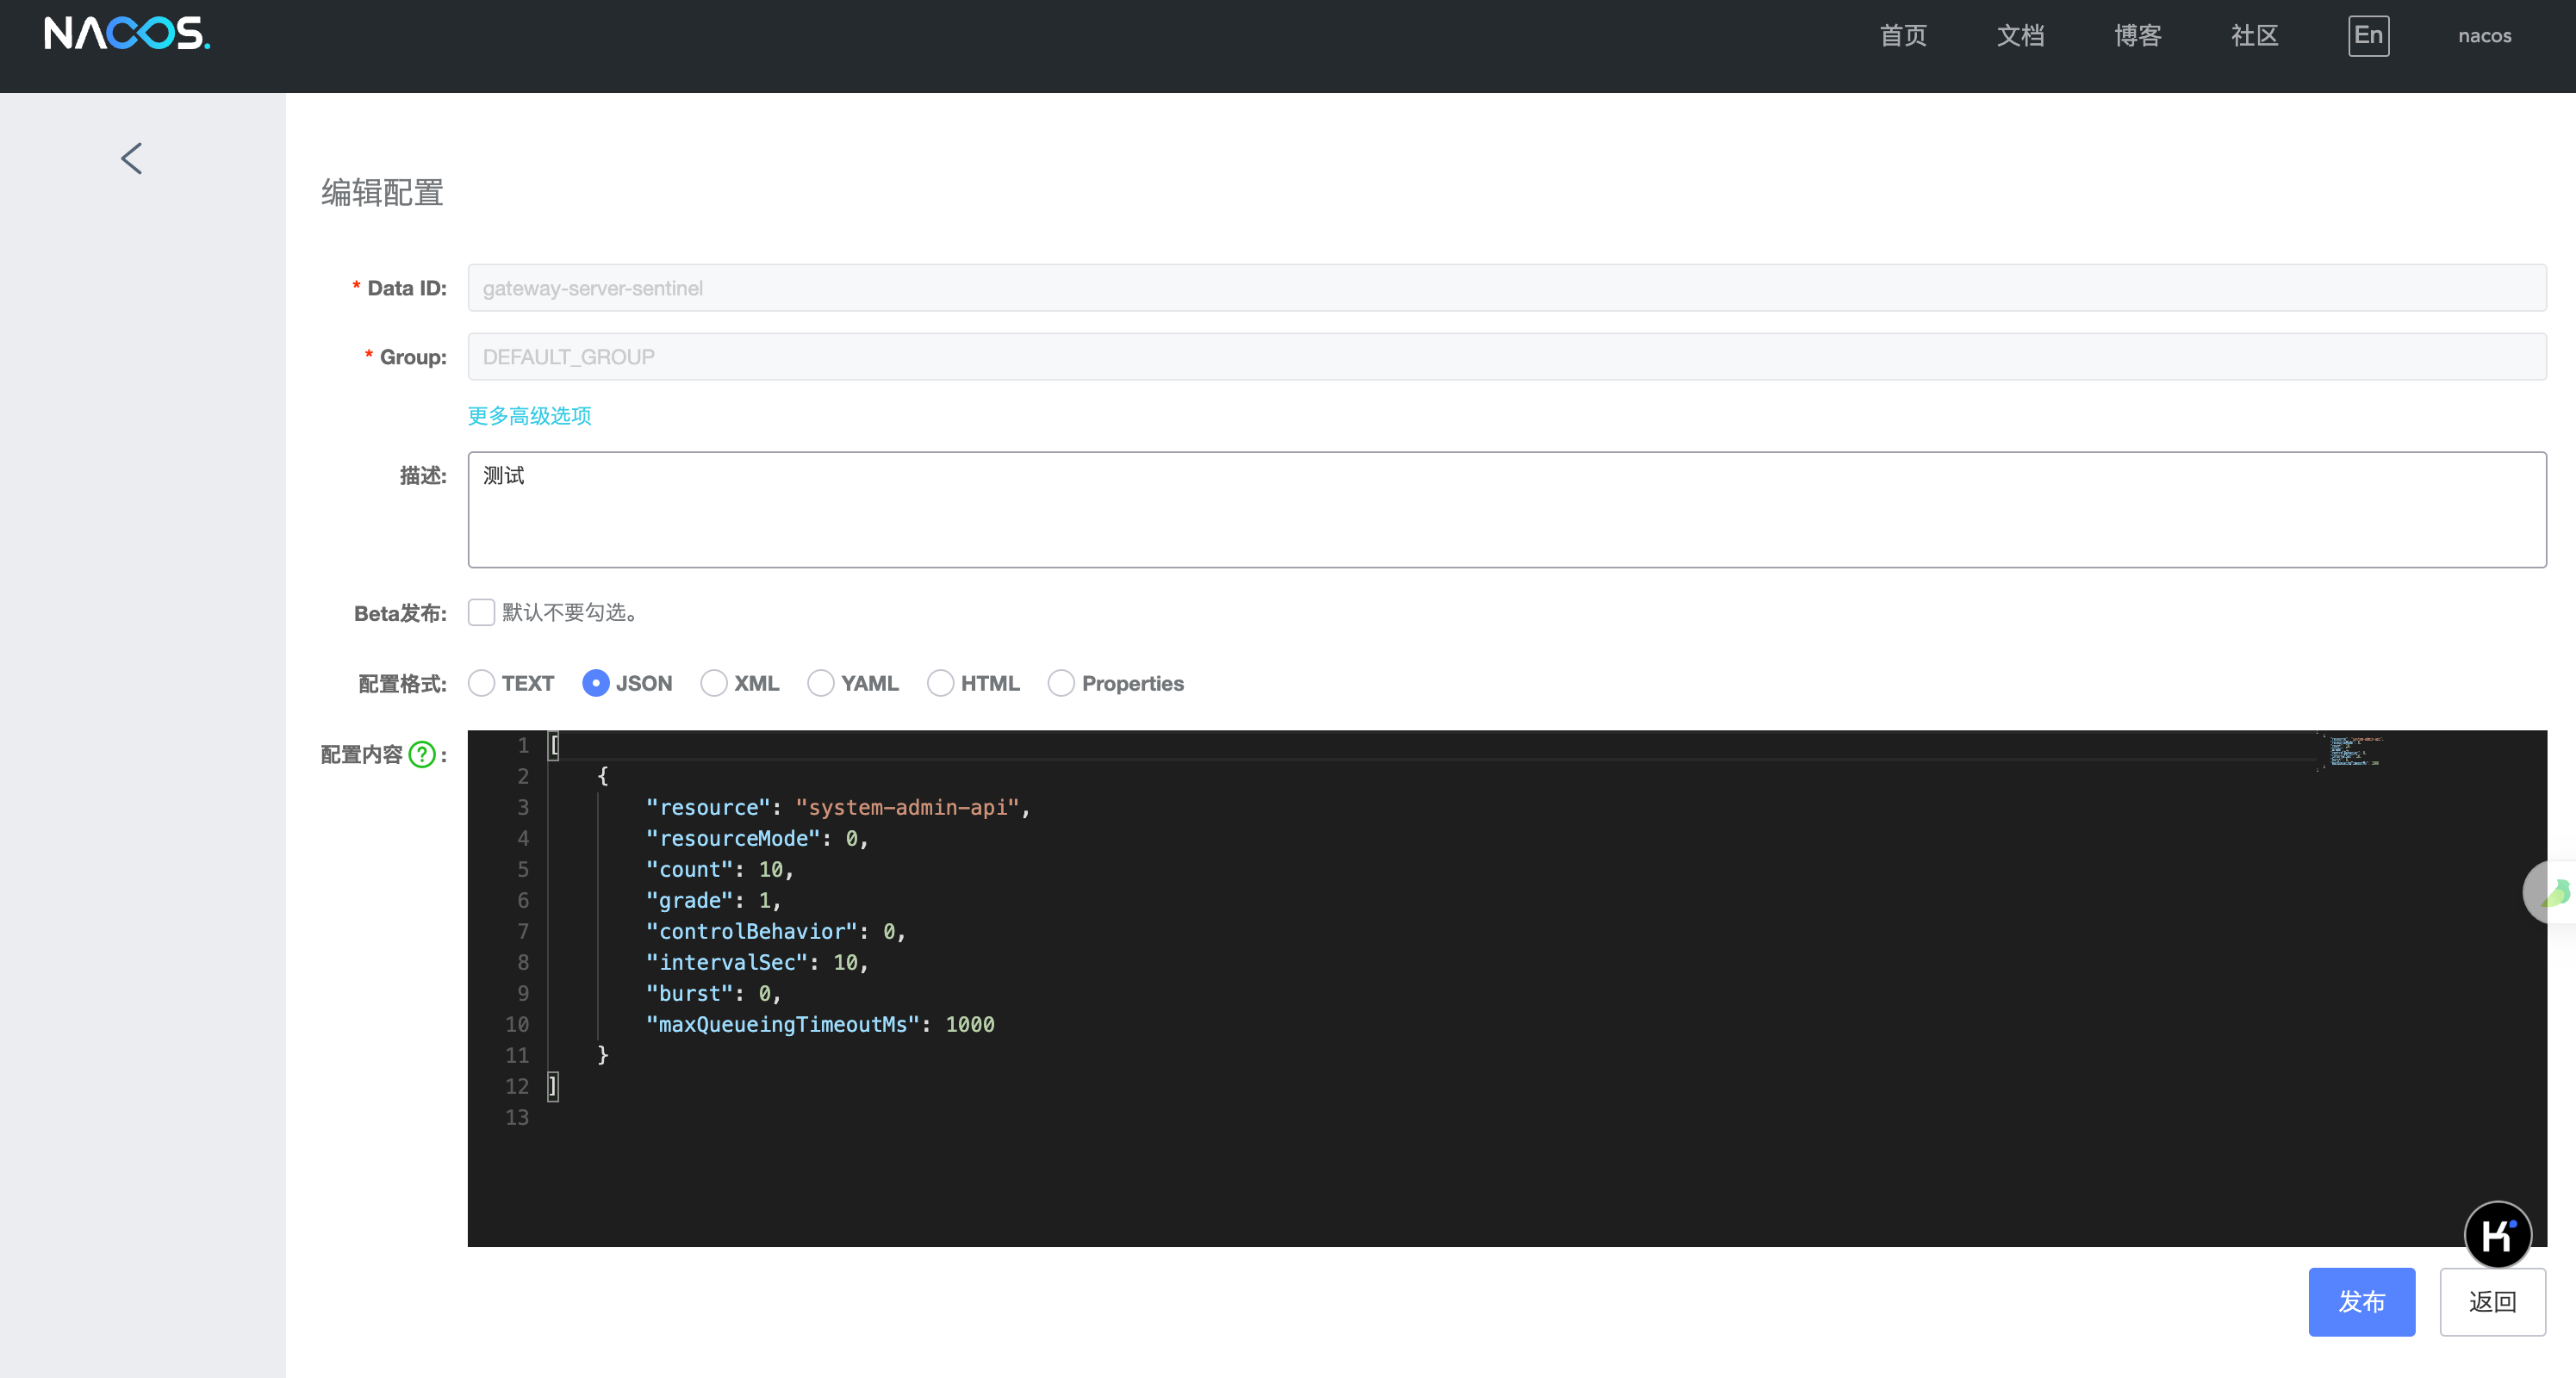 NACOS.
首页 文档 博客 社区 En nacos
编辑配置
* Data ID: gateway-server-sentinel
* Group: DEFAULT_GROUP
更多高级选项
描述: 测试
Beta发布: 默认不要勾选。
配置格式: TEXT JSON XML YAML HTML Properties
配置内容 ? :
1 [
2 {
3 "resource": "system-admin-api",
4 "resourceMode": 0,
5 "count": 10,
6 "grade": 1,
7 "controlBehavior": 0,
8 "intervalSec": 10,
9 "burst": 0,
10 "maxQueueingTimeoutMs": 1000
11 }
12 ]
13
K
发布 返回